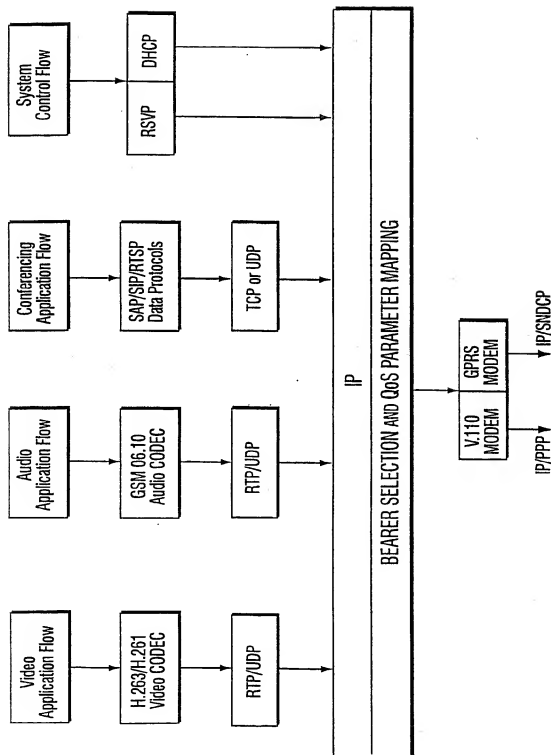 Video
Application Flow
Audio
Application Flow
Conferencing
Application Flow
System
Control Flow
H.263/H.261
Video CODEC
GSM 06.10
Audio CODEC
SAP/SIP/RTSP
Data Protocols
RSVP
DHCP
RTP/UDP
RTP/UDP
TCP or UDP
IP
BEARER SELECTION AND QoS PARAMETER MAPPING
V.110
MODEM
GPRS
MODEM
IP/PPP
IP/SNDCP